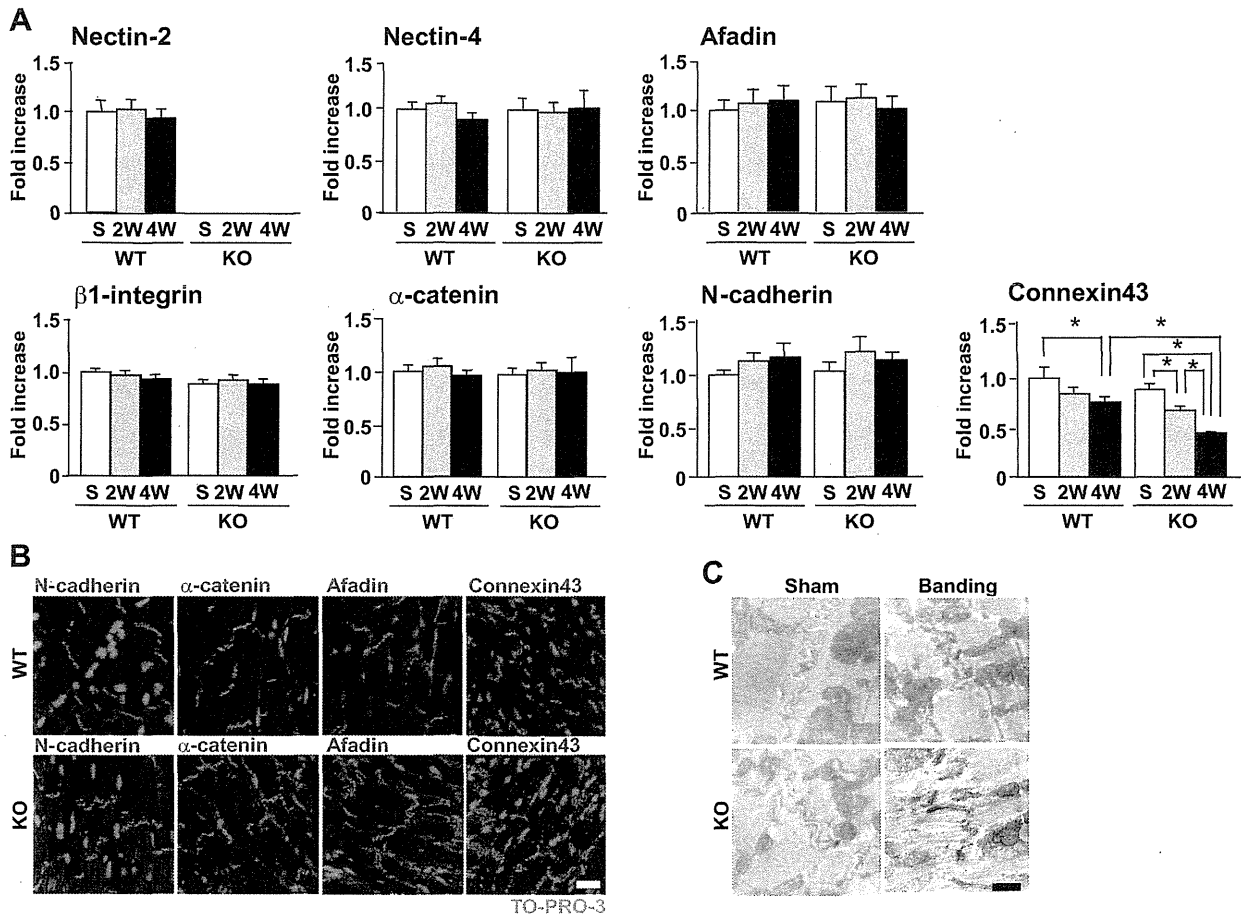 A
Nectin-2
Nectin-4
Afadin
Fold increase
1.5
1.0
0.5
0
S 2W 4W
S 2W 4W
WT
KO
Fold increase
1.5
1.0
0.5
0
S 2W 4W
S 2W 4W
WT
KO
Fold increase
1.5
1.0
0.5
0
S 2W 4W
S 2W 4W
WT
KO
β1-integrin
α-catenin
N-cadherin
Connexin43
Fold increase
1.5
1.0
0.5
0
S 2W 4W
S 2W 4W
WT
KO
Fold increase
1.5
1.0
0.5
0
S 2W 4W
S 2W 4W
WT
KO
Fold increase
1.5
1.0
0.5
0
S 2W 4W
S 2W 4W
WT
KO
Fold increase
1.5
1.0
0.5
0
*
*
*
* *
S 2W 4W
S 2W 4W
WT
KO
B
N-cadherin
α-catenin
Afadin
Connexin43
WT
N-cadherin
α-catenin
Afadin
Connexin43
KO
TO-PRO-3
C
Sham
Banding
WT
KO